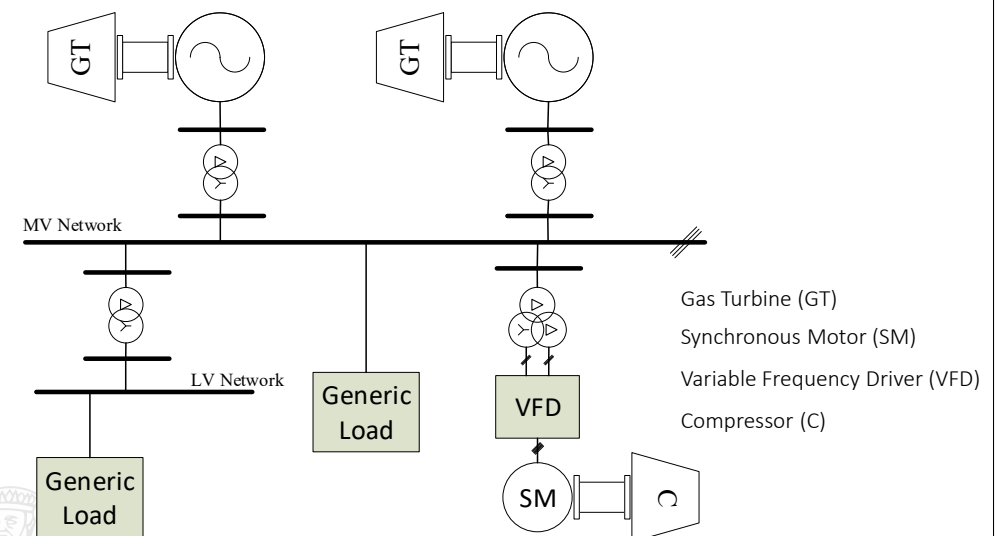 GT
GT
MV Network
Gas Turbine (GT)
Synchronous Motor (SM)
Variable Frequency Driver (VFD)
Compressor (C)
LV Network
Generic
Load
VFD
Generic
Load
SM
C